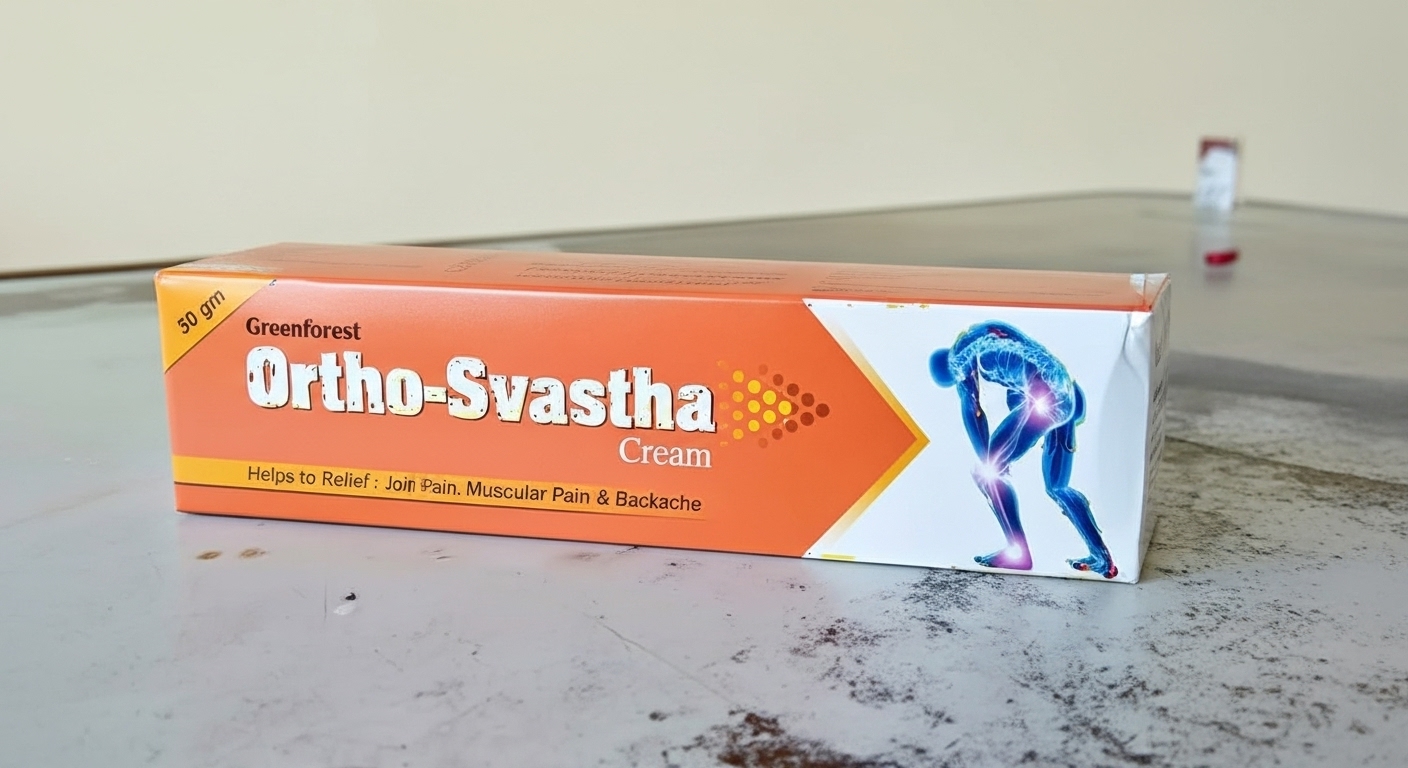 50 gm
Greenforest
Ortho-Svastha
Cream
Helps to Relief : Join Pain. Muscular Pain & Backache